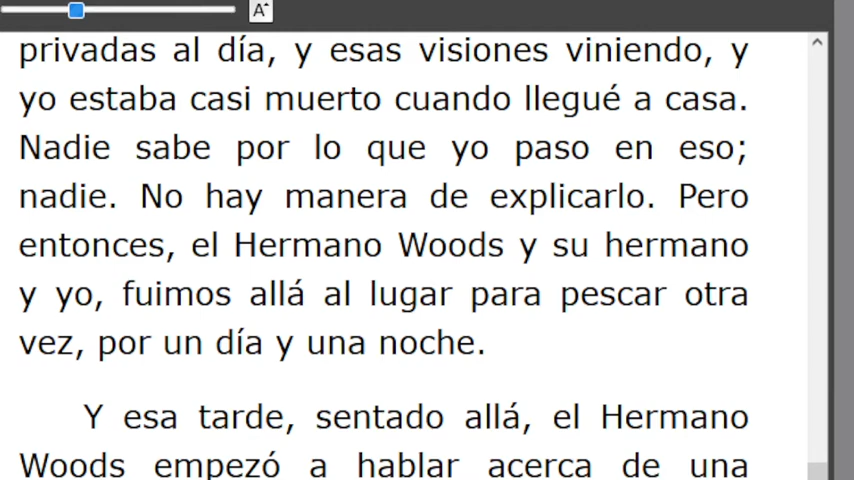 A
privadas al día, y esas visiones viniendo, y
yo estaba casi muerto cuando llegué a casa.
Nadie sabe por lo que yo paso en eso;
nadie. No hay manera de explicarlo. Pero
entonces, el Hermano Woods y su hermano
y yo, fuimos allá al lugar para pescar otra
vez, por un día y una noche.
Y esa tarde, sentado allá, el Hermano
Woods empezó a hablar acerca de una